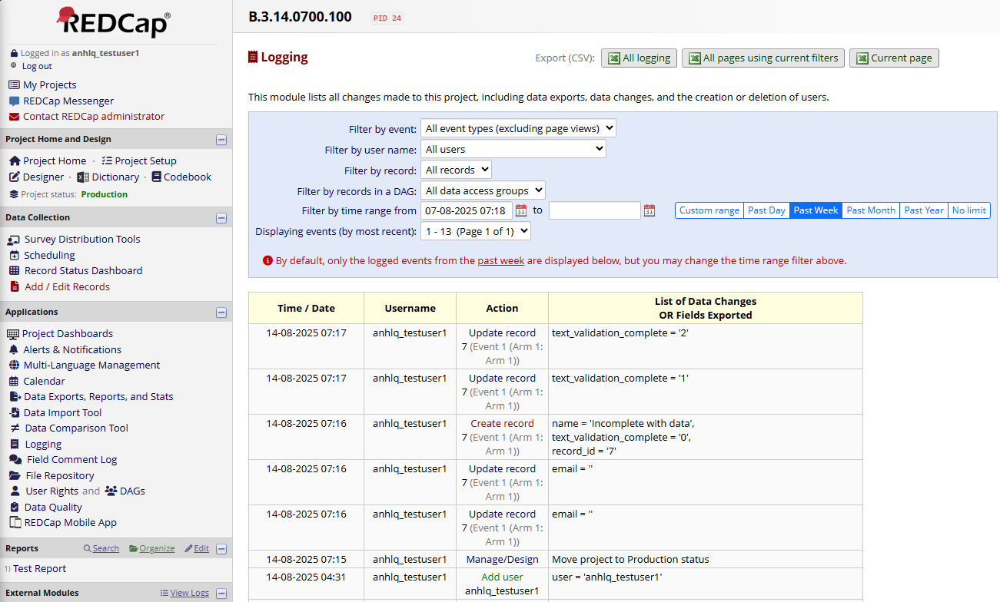 REDCap®
Logged in as anhlq_testuser1
Log out
My Projects
REDCap Messenger
Contact REDCap administrator
Project Home and Design
Project Home · Project Setup
Designer · Dictionary · Codebook
Project status: Production
Data Collection
Survey Distribution Tools
Scheduling
Record Status Dashboard
Add / Edit Records
Applications
Project Dashboards
Alerts & Notifications
Multi-Language Management
Calendar
Data Exports, Reports, and Stats
Data Import Tool
Data Comparison Tool
Logging
Field Comment Log
File Repository
User Rights and DAGs
Data Quality
REDCap Mobile App
Reports Search Organize Edit
1) Test Report
External Modules View Logs
B.3.14.0700.100 PID 24
Logging Export (CSV): All logging All pages using current filters Current page
This module lists all changes made to this project, including data exports, data changes, and the creation or deletion of users.
Filter by event: All event types (excluding page views)
Filter by user name: All users
Filter by record: All records
Filter by records in a DAG: All data access groups
Filter by time range from 07-08-2025 07:18 31 to 31 Custom range Past Day Past Week Past Month Past Year No limit
Displaying events (by most recent): 1 - 13 (Page 1 of 1)
By default, only the logged events from the past week are displayed below, but you may change the time range filter above.
Time / Date Username Action List of Data Changes
OR Fields Exported
14-08-2025 07:17 anhlq_testuser1 Update record text_validation_complete = '2'
7 (Event 1 (Arm 1:
Arm 1))
14-08-2025 07:17 anhlq_testuser1 Update record text_validation_complete = '1'
7 (Event 1 (Arm 1:
Arm 1))
14-08-2025 07:16 anhlq_testuser1 Create record name = 'Incomplete with data',
7 (Event 1 (Arm 1: text_validation_complete = '0',
Arm 1)) record_id = '7'
14-08-2025 07:16 anhlq_testuser1 Update record email = ''
7 (Event 1 (Arm 1:
Arm 1))
14-08-2025 07:16 anhlq_testuser1 Update record email = ''
7 (Event 1 (Arm 1:
Arm 1))
14-08-2025 07:15 anhlq_testuser1 Manage/Design Move project to Production status
14-08-2025 04:31 anhlq_testuser1 Add user user = 'anhlq_testuser1'
anhlq_testuser1